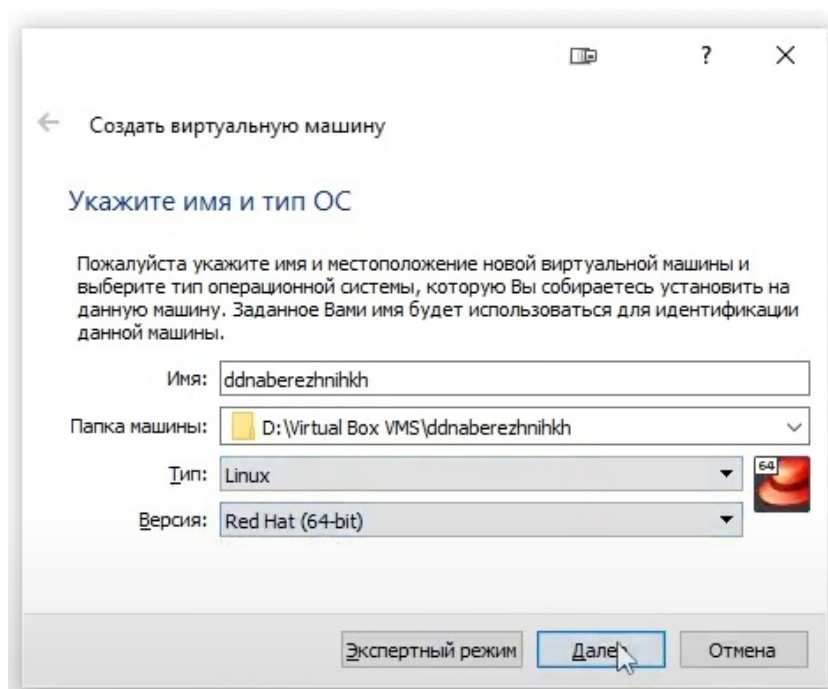 ?
Создать виртуальную машину
Укажите имя и тип ОС
Пожалуйста укажите имя и местоположение новой виртуальной машины и
выберите тип операционной системы, которую Вы собираетесь установить на
данную машину. Заданное Вами имя будет использоваться для идентификации
данной машины.
Имя: ddnaberezhnihkh
Папка машины: D:\Virtual Box VMS\ddnaberezhnihkh
Тип: Linux
64
Версия: Red Hat (64-bit)
Экспертный режим Далее Отмена